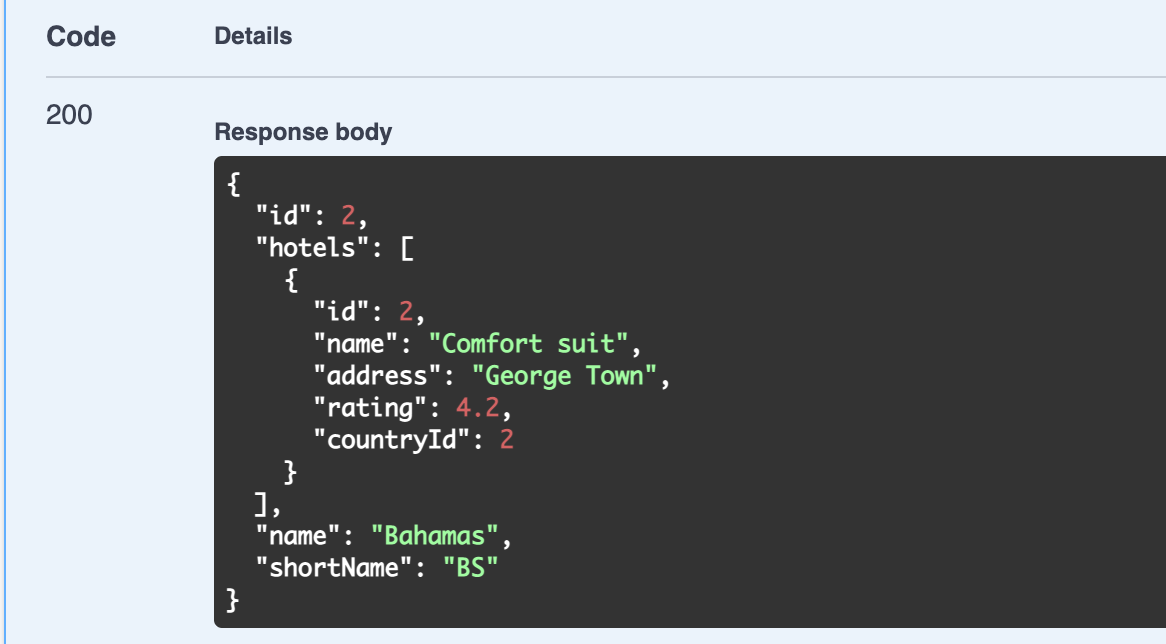 Code Details
200
Response body
{
  "id": 2,
  "hotels": [
    {
      "id": 2,
      "name": "Comfort suit",
      "address": "George Town",
      "rating": 4.2,
      "countryId": 2
    }
  ],
  "name": "Bahamas",
  "shortName": "BS"
}